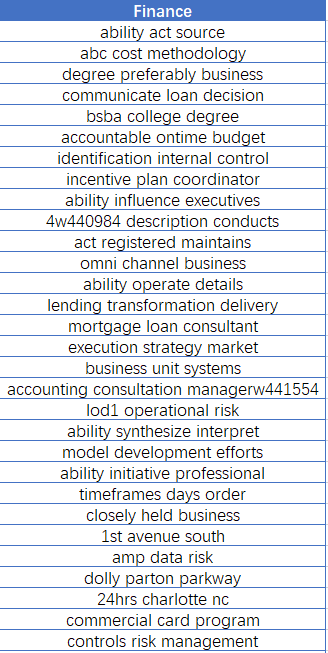 Finance
ability act source
abc cost methodology
degree preferably business
communicate loan decision
bsba college degree
accountable ontime budget
identification internal control
incentive plan coordinator
ability influence executives
4w440984 description conducts
act registered maintains
omni channel business
ability operate details
lending transformation delivery
mortgage loan consultant
execution strategy market
business unit systems
accounting consultation managerw441554
lod1 operational risk
ability synthesize interpret
model development efforts
ability initiative professional
timeframes days order
closely held business
1st avenue south
amp data risk
dolly parton parkway
24hrs charlotte nc
commercial card program
controls risk management